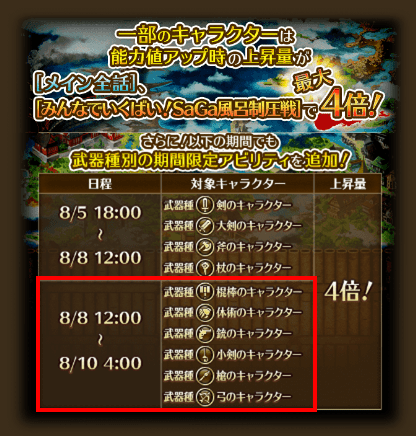 一部のキャラクターは
能力値アップ時の上昇量が
[メイン全話]、
[みんなでいくばい!SaGa風呂制圧戦]で最大4倍!
さらに!以下の期間でも
武器種別の期間限定アビリティを追加!
日程 対象キャラクター 上昇量
8/5 18:00
～
8/8 12:00
武器種 剣のキャラクター
武器種 大剣のキャラクター
武器種 斧のキャラクター
武器種 杖のキャラクター
4倍!
8/8 12:00
～
8/10 4:00
武器種 棍棒のキャラクター
武器種 体術のキャラクター
武器種 銃のキャラクター
武器種 小剣のキャラクター
武器種 槍のキャラクター
武器種 弓のキャラクター